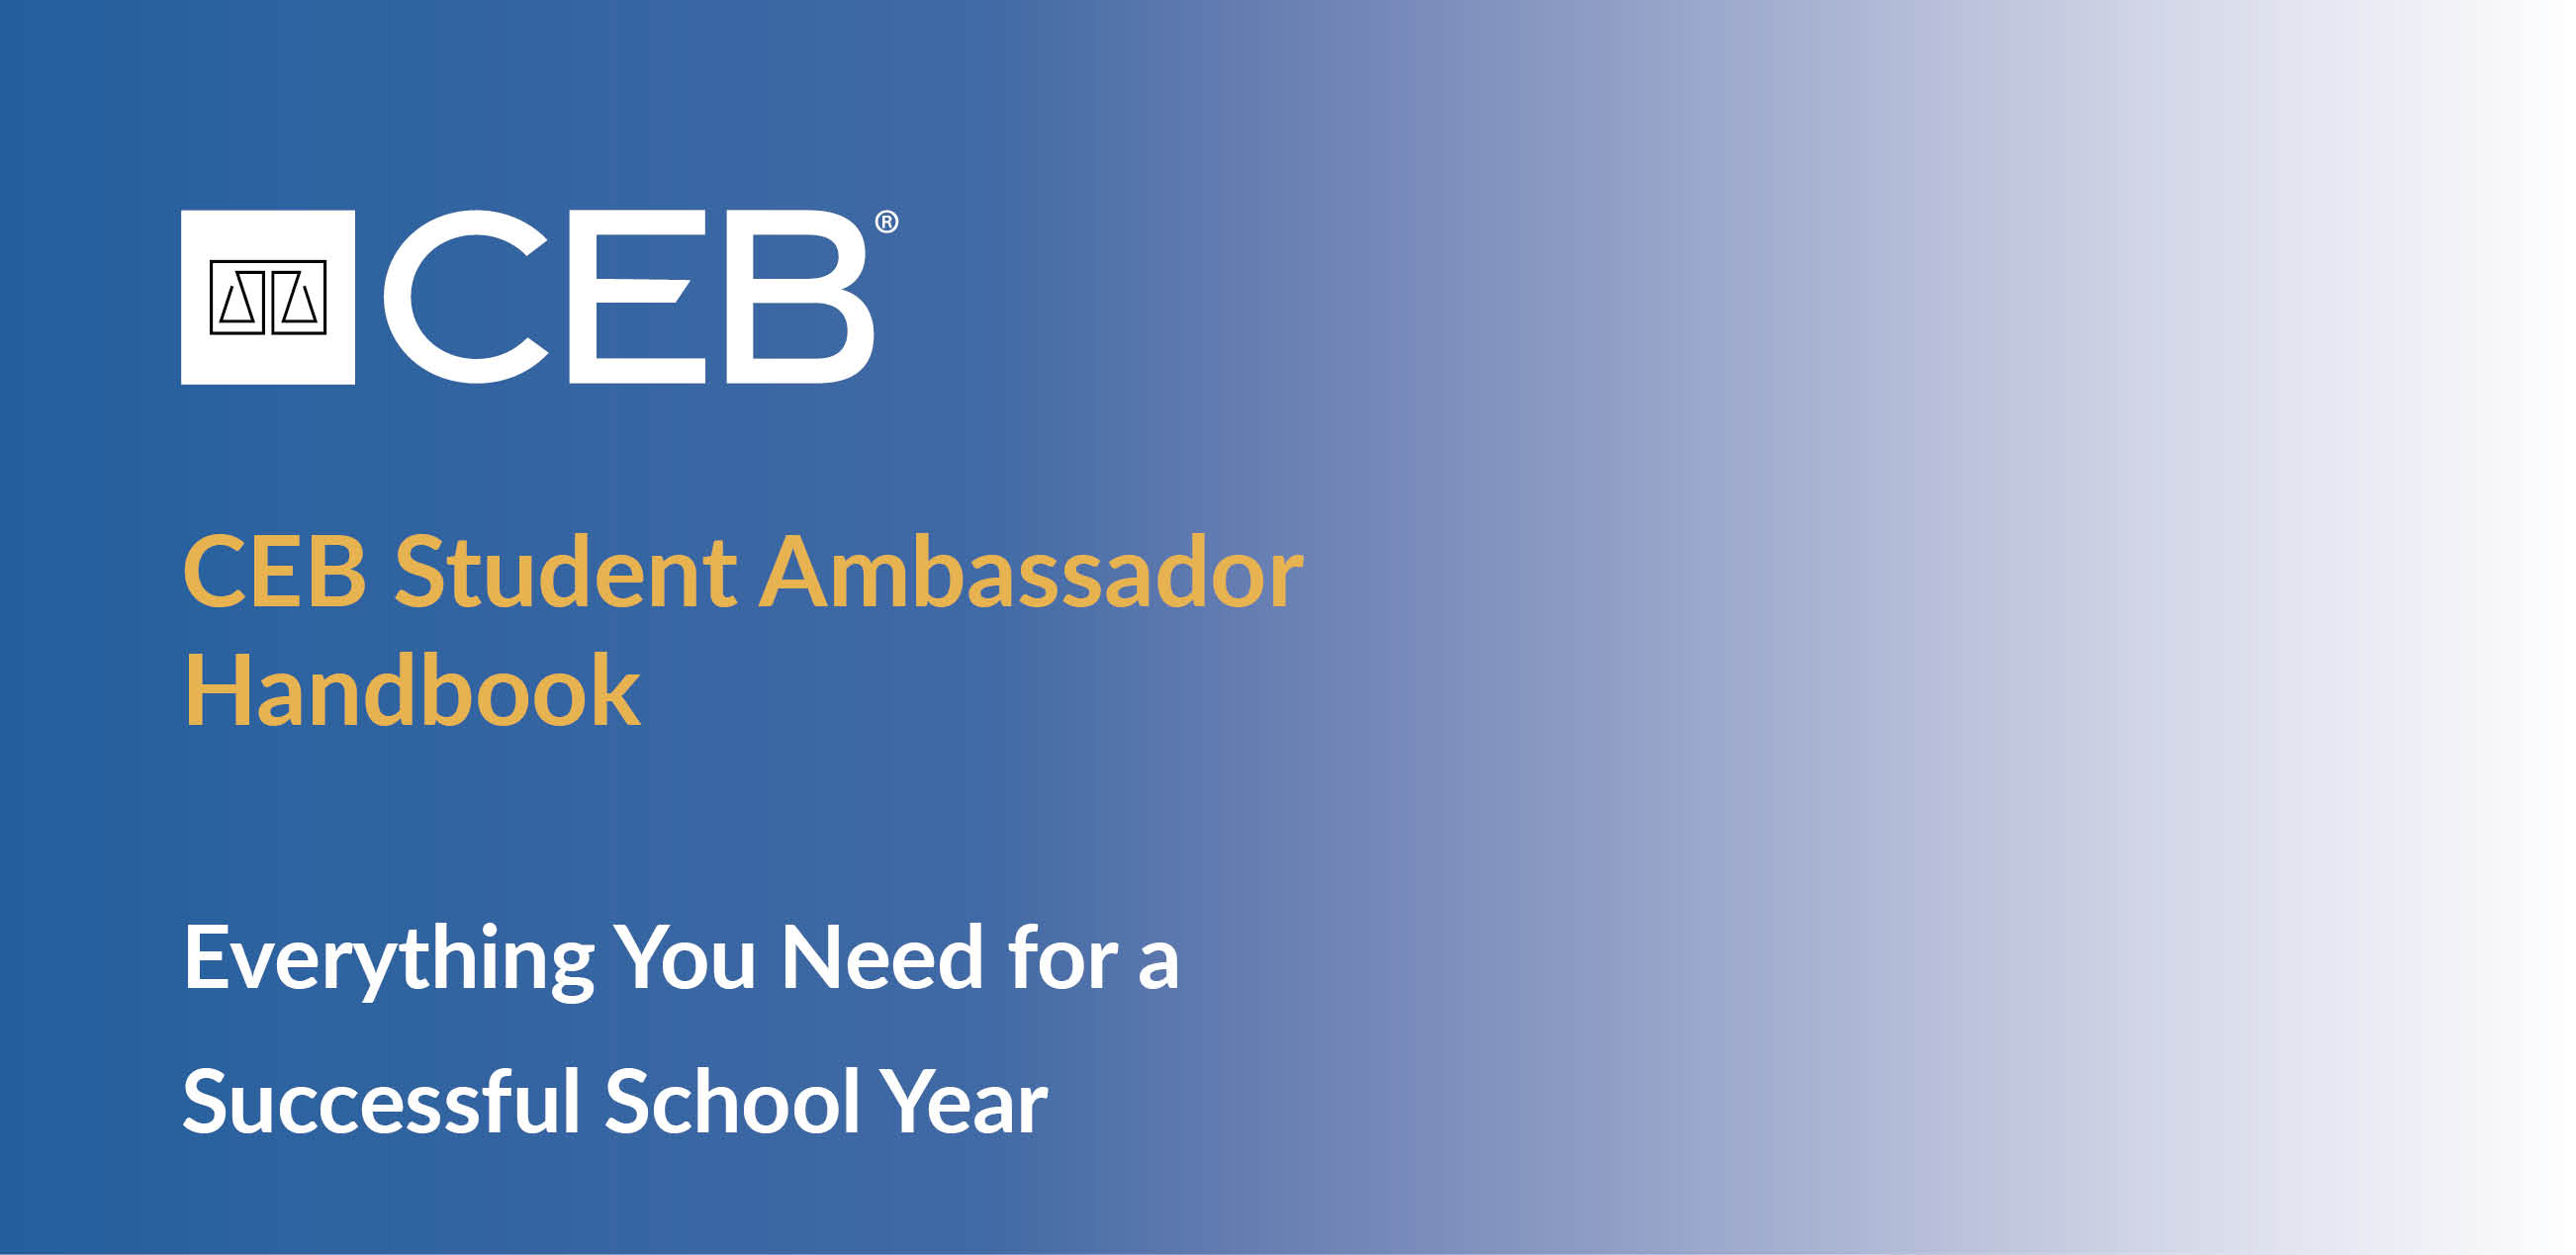 CEB®
CEB Student Ambassador
Handbook
Everything You Need for a
Successful School Year